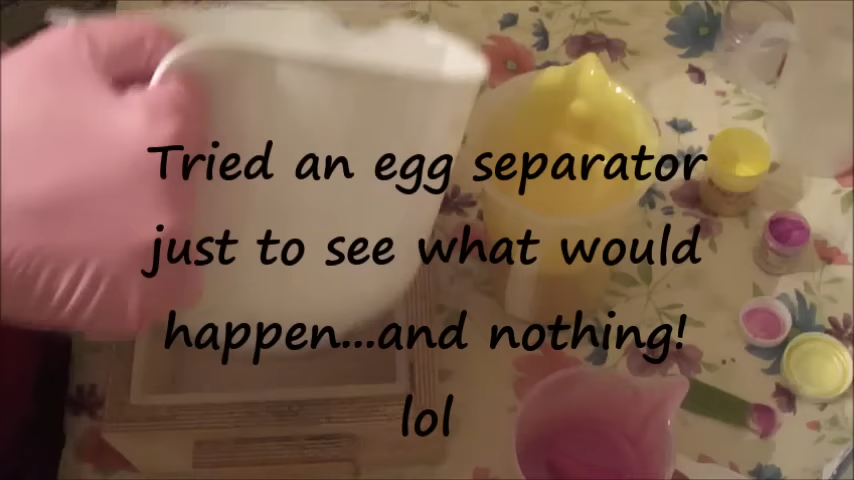 Tried an egg separator
just to see what would
happen...and nothing!
lol